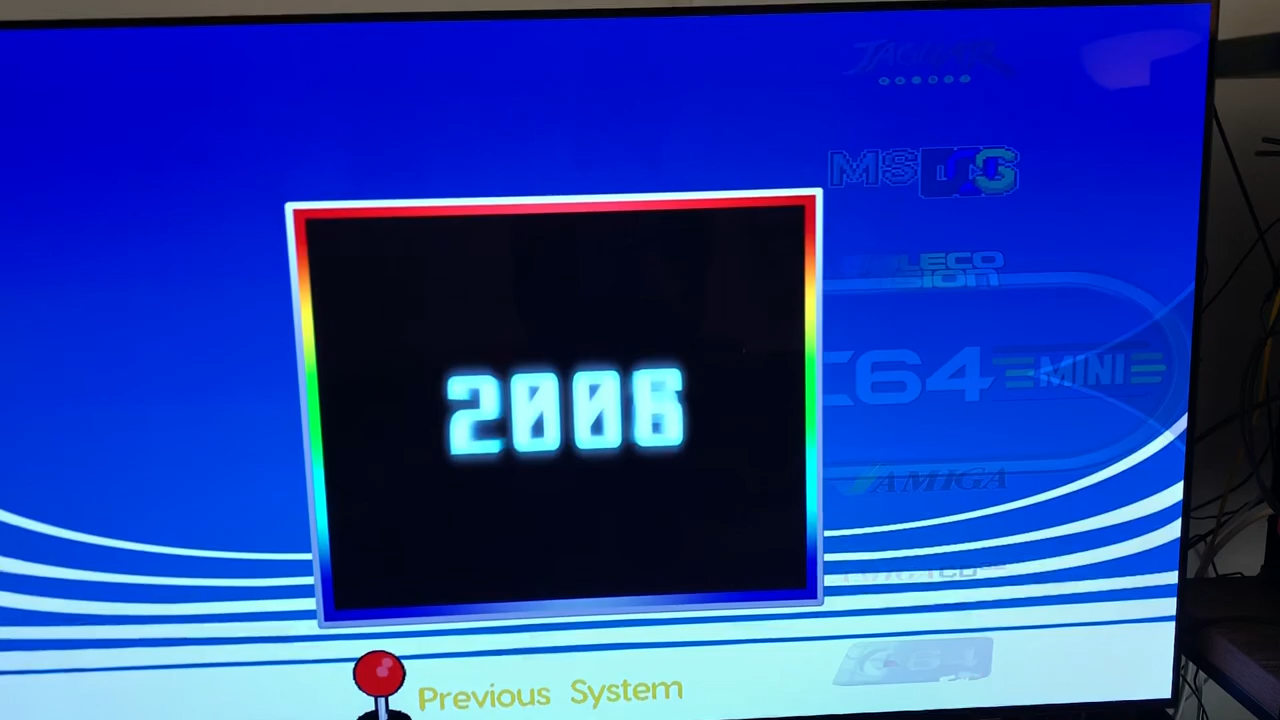 JAGUAR
MSDOS
COLECO
VISION
2006
C64 MINI
AMIGA
Previous System